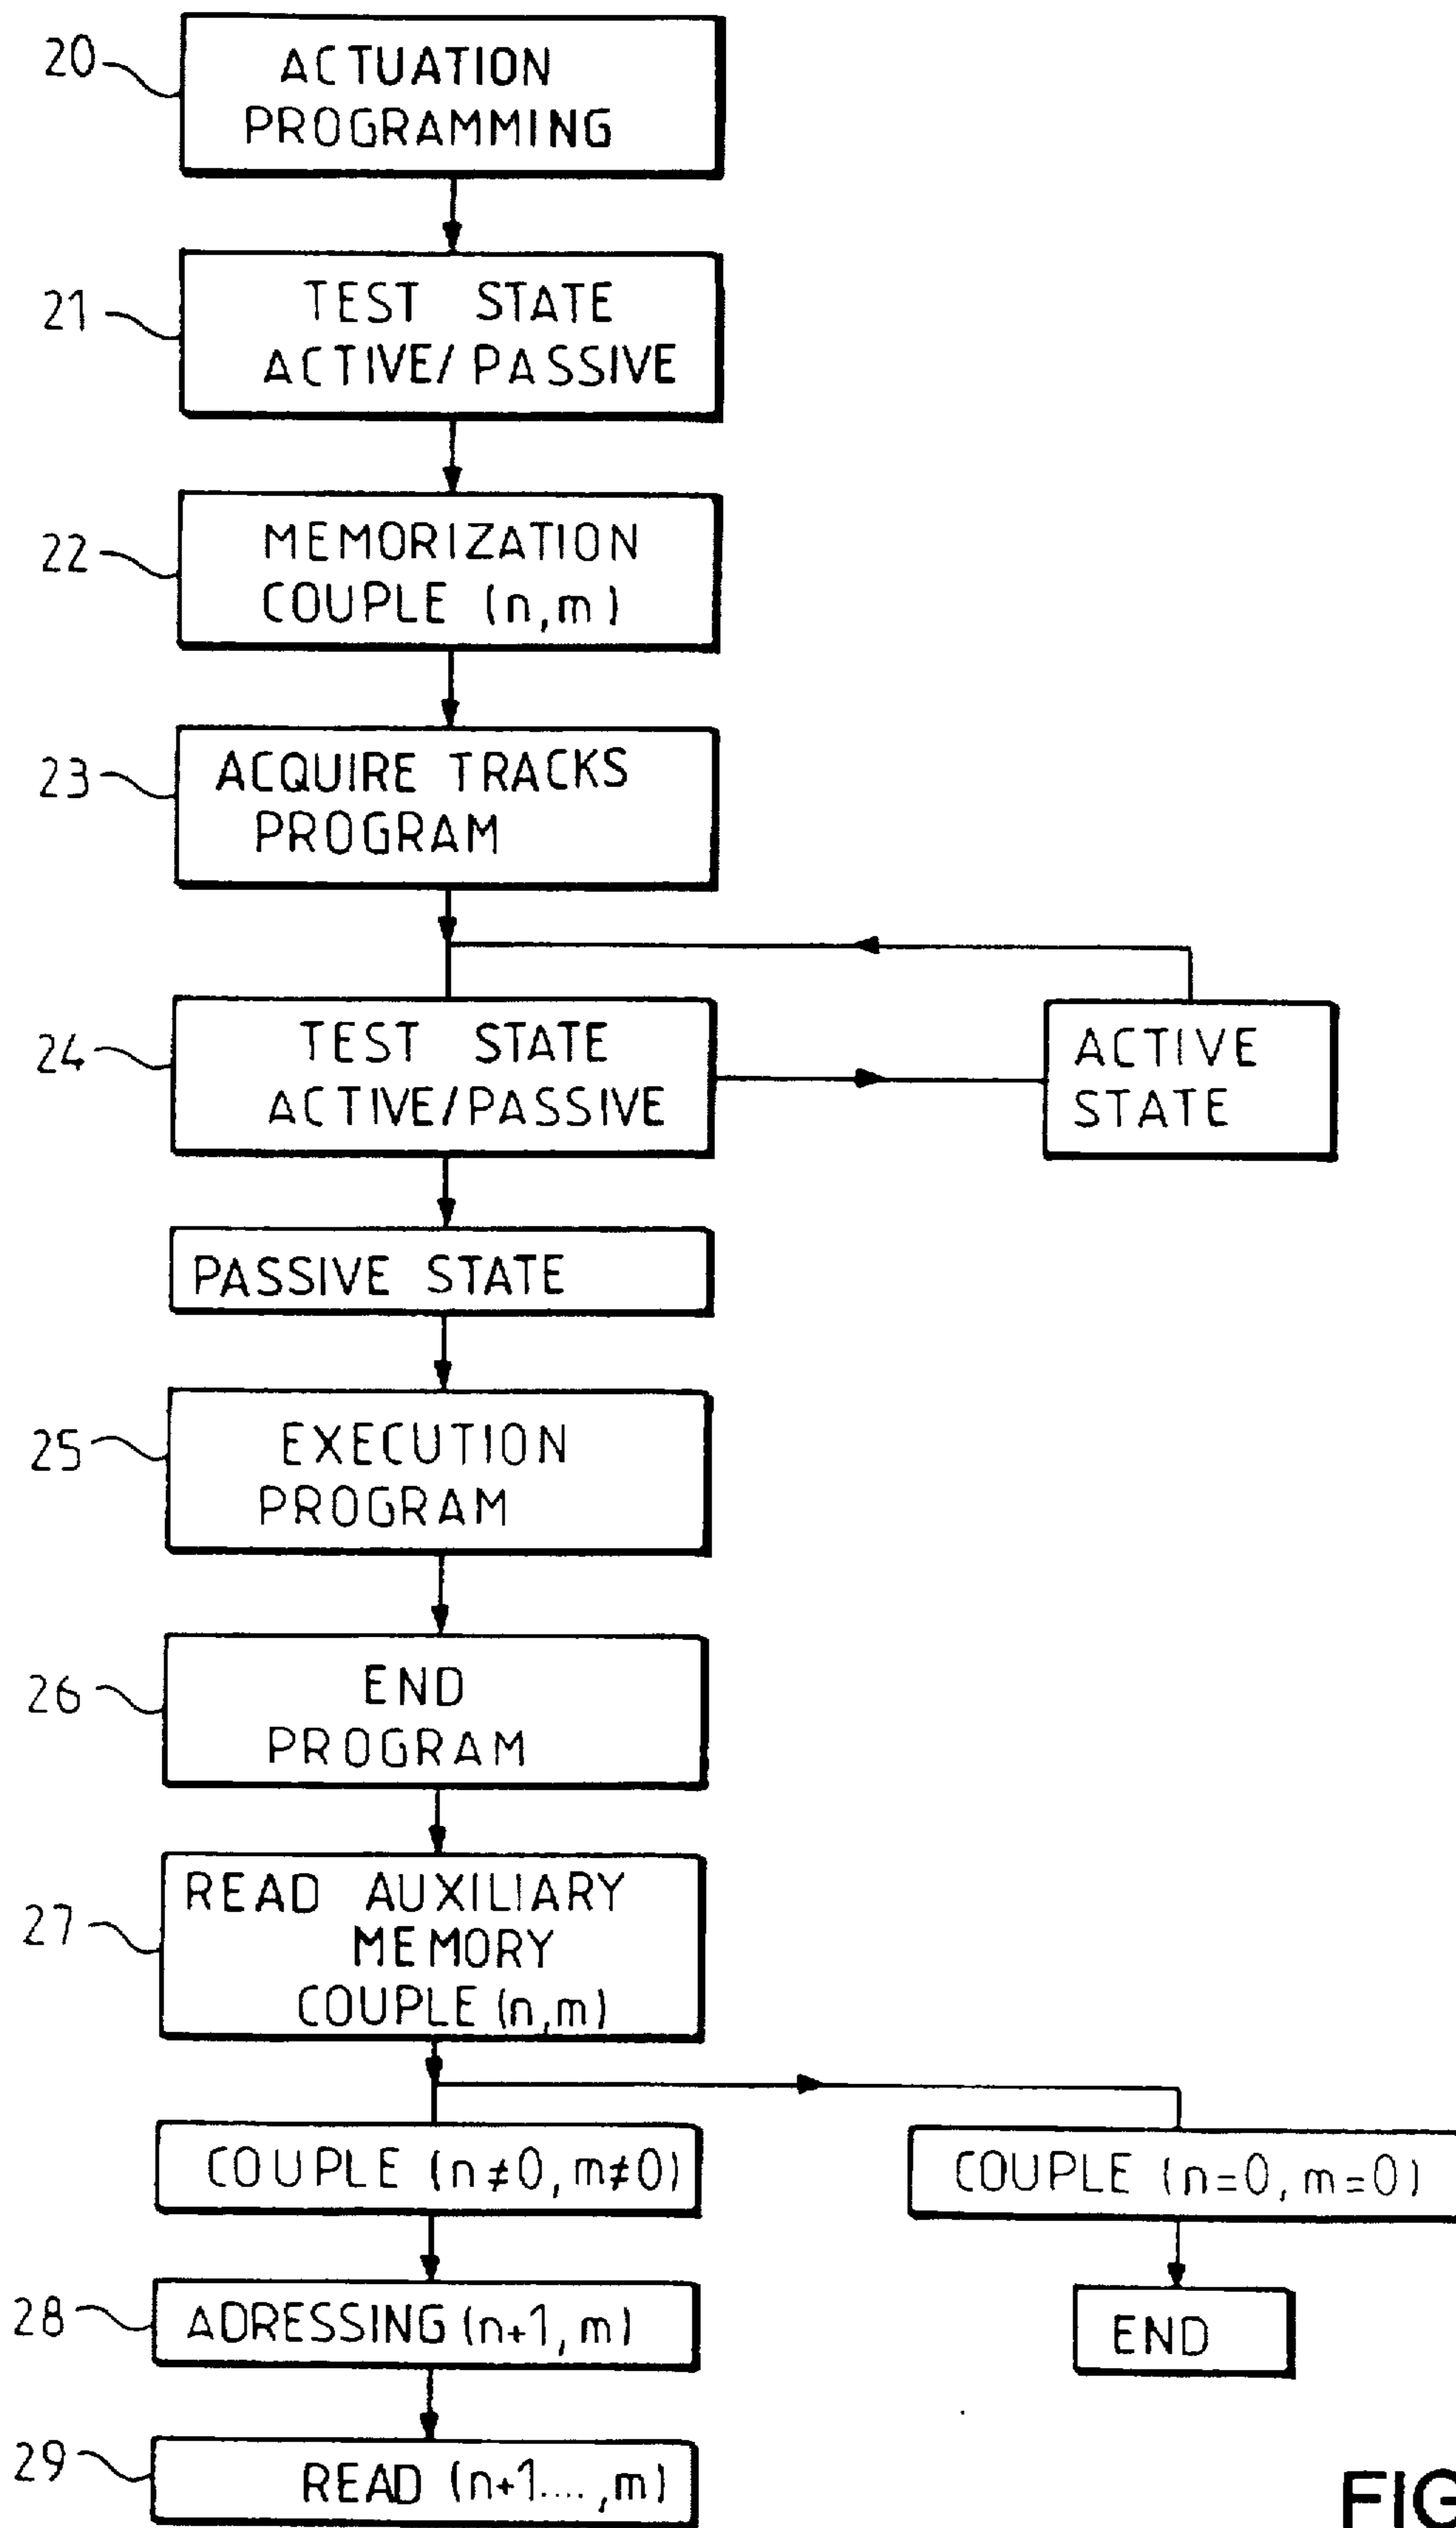 20
ACTUATION
PROGRAMMING
21
TEST STATE
ACTIVE/PASSIVE
22
MEMORIZATION
COUPLE (n,m)
23
ACQUIRE TRACKS
PROGRAM
24
TEST STATE
ACTIVE/PASSIVE
ACTIVE
STATE
PASSIVE STATE
25
EXECUTION
PROGRAM
26
END
PROGRAM
27
READ AUXILIARY
MEMORY
COUPLE (n,m)
COUPLE (n≠0, m≠0)
COUPLE (n=0, m=0)
28
ADRESSING (n+1, m)
END
29
READ (n+1...., m)
FIG